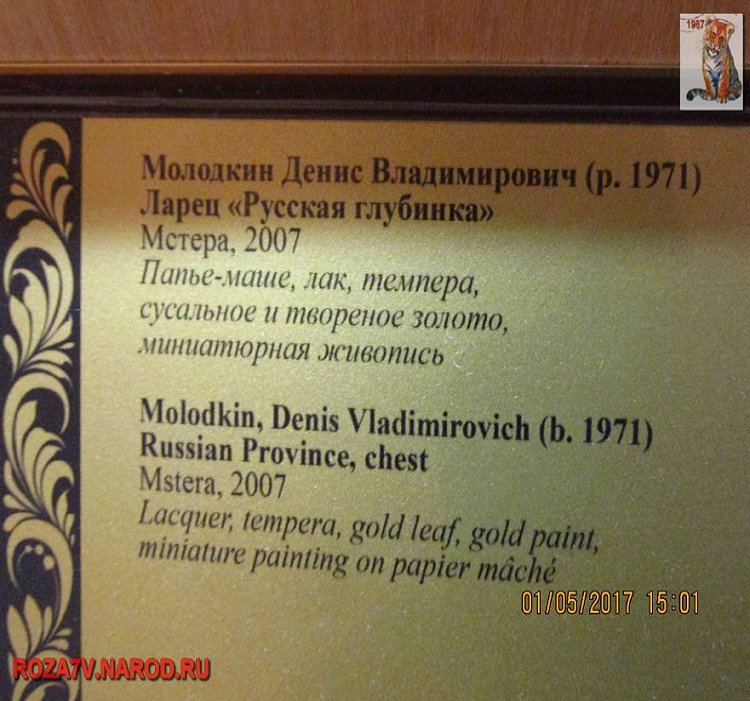 1987
Молодкин Денис Владимирович (р. 1971)
Ларец «Русская глубинка»
Мстера, 2007
Папье-маше, лак, темпера,
сусальное и твореное золото,
миниатюрная живопись
Molodkin, Denis Vladimirovich (b. 1971)
Russian Province, chest
Mstera, 2007
Lacquer, tempera, gold leaf, gold paint,
miniature painting on papier mâché
01/05/2017 15:01
ROZA7V.NAROD.RU